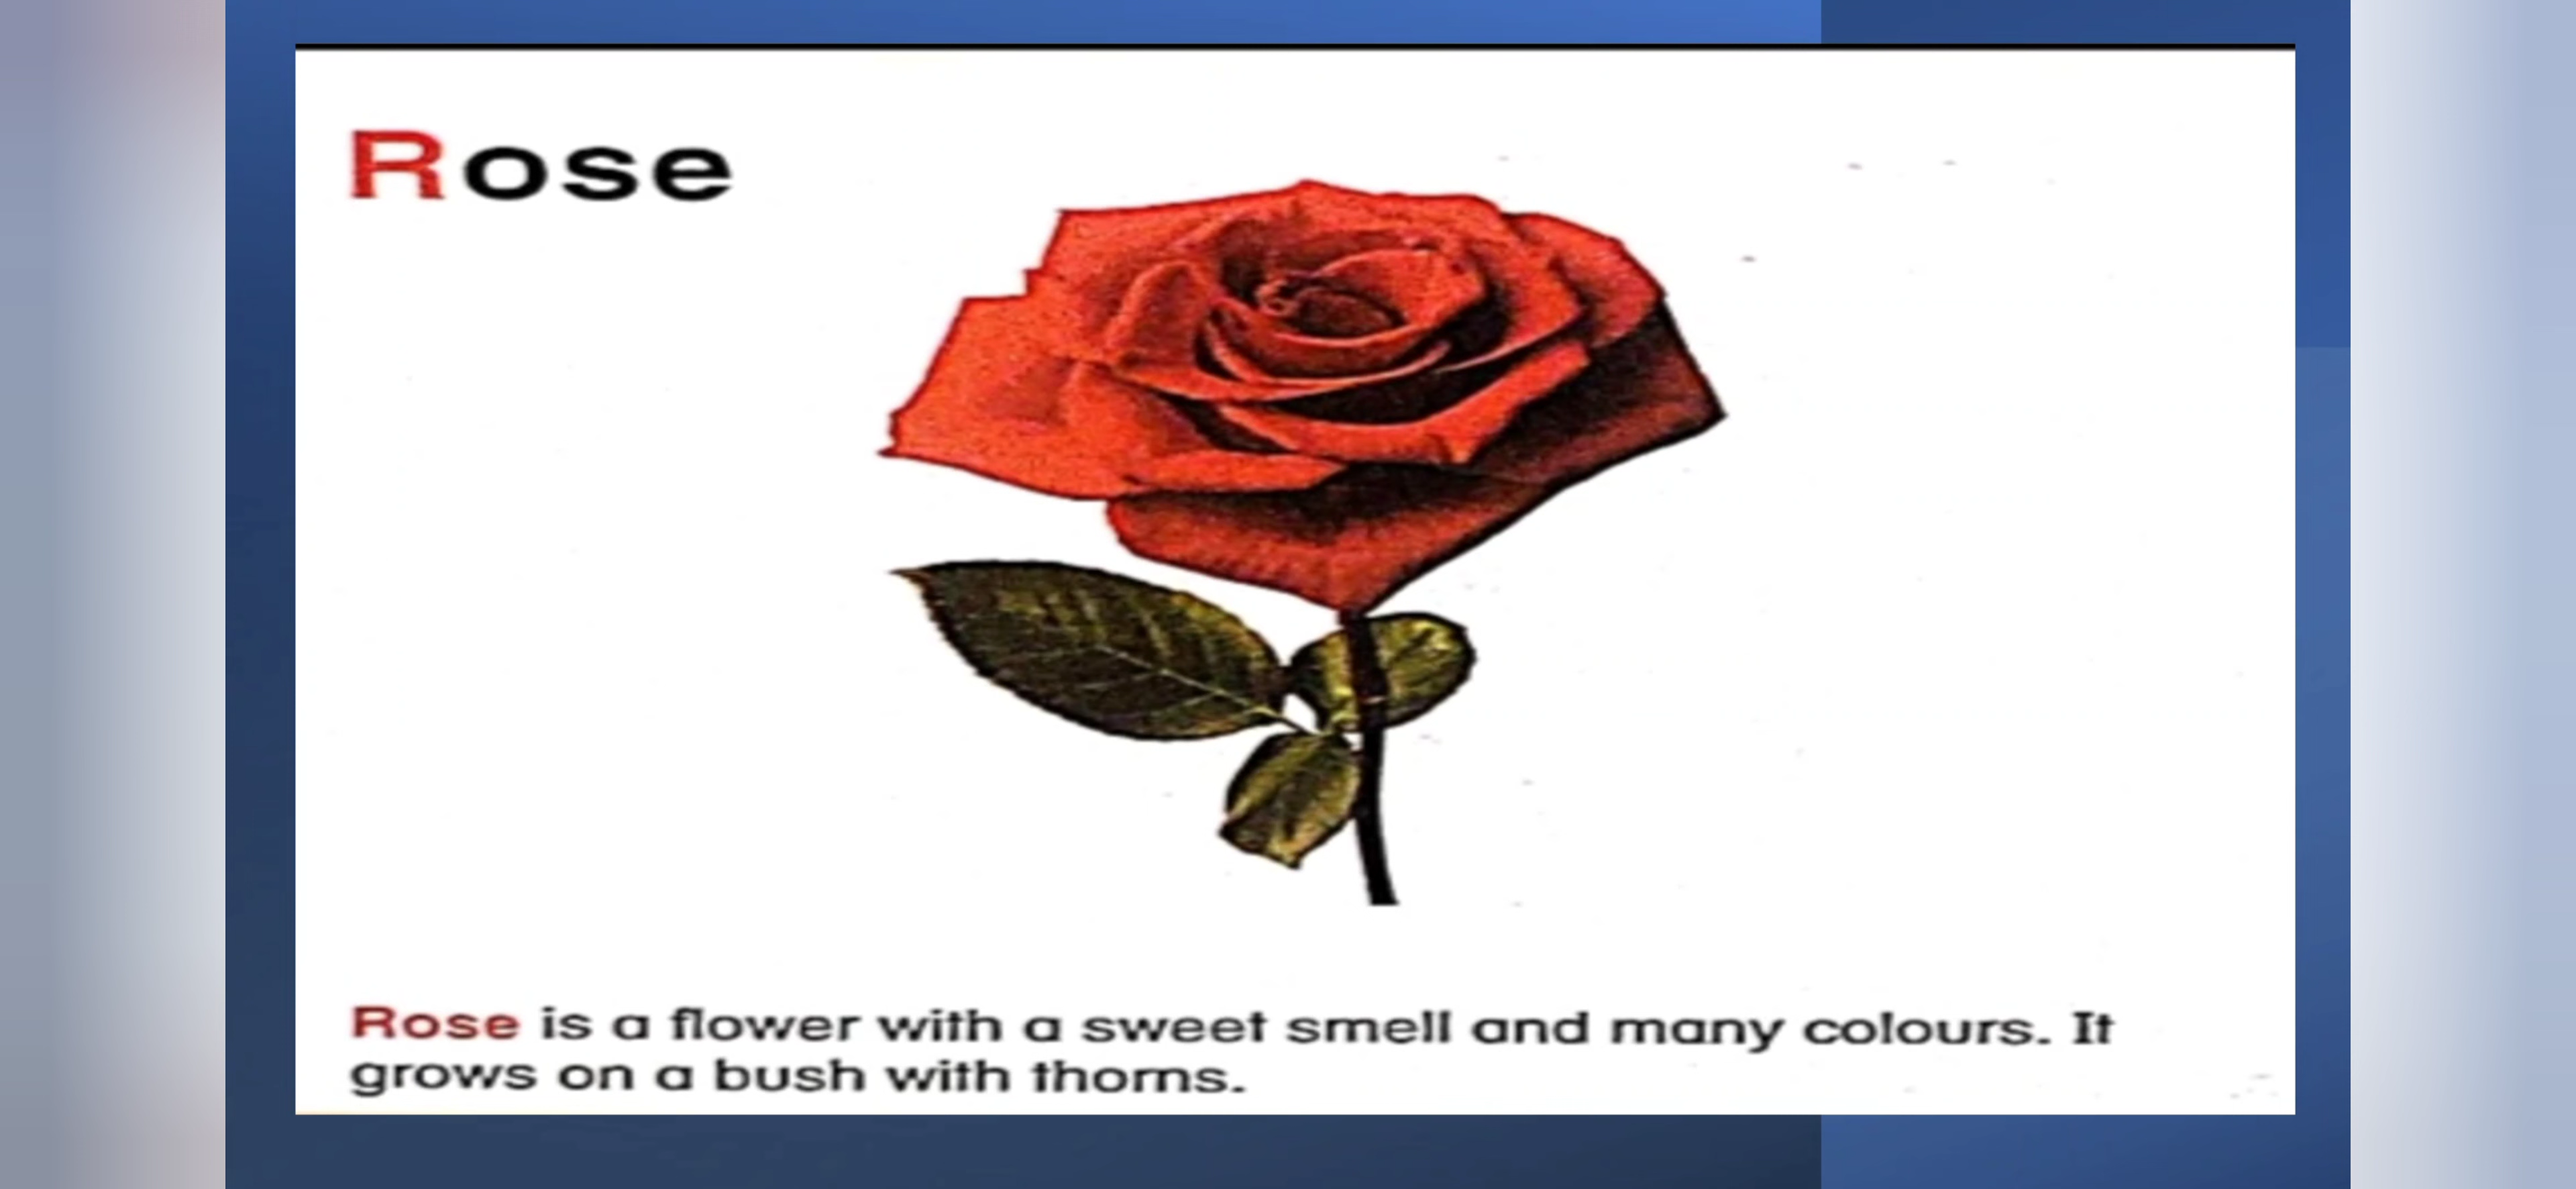 Rose
Rose is a flower with a sweet smell and many colours. It
grows on a bush with thorns.